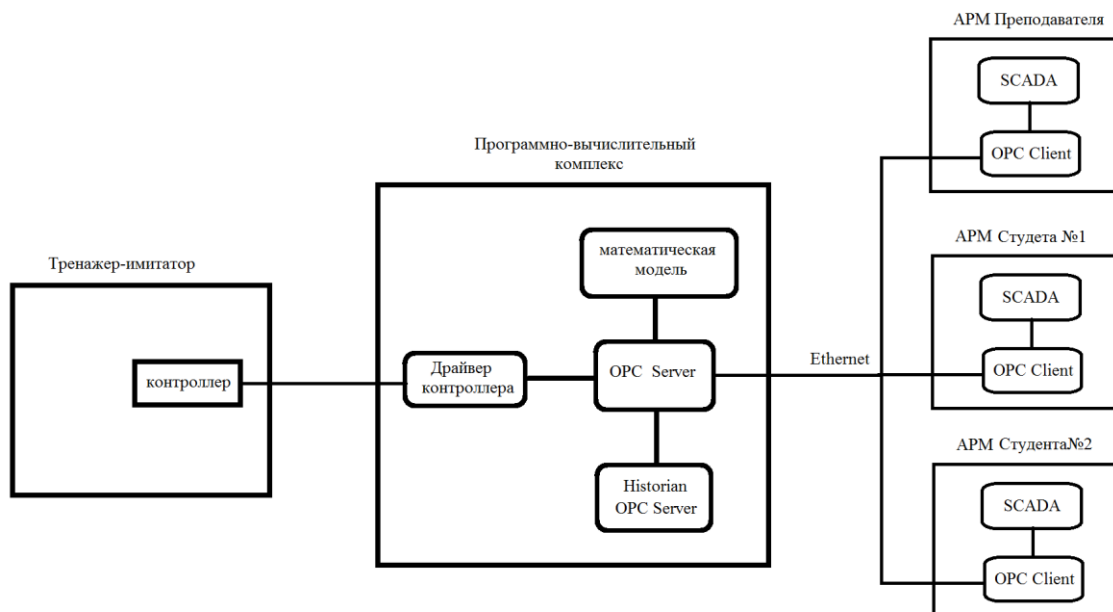 Тренажер-имитатор
контроллер
Программно-вычислительный
комплекс
математическая
модель
Драйвер
контроллера
OPC Server
Historian
OPC Server
Ethernet
АРМ Преподавателя
SCADA
OPC Client
АРМ Студета №1
SCADA
OPC Client
АРМ Студента№2
SCADA
OPC Client